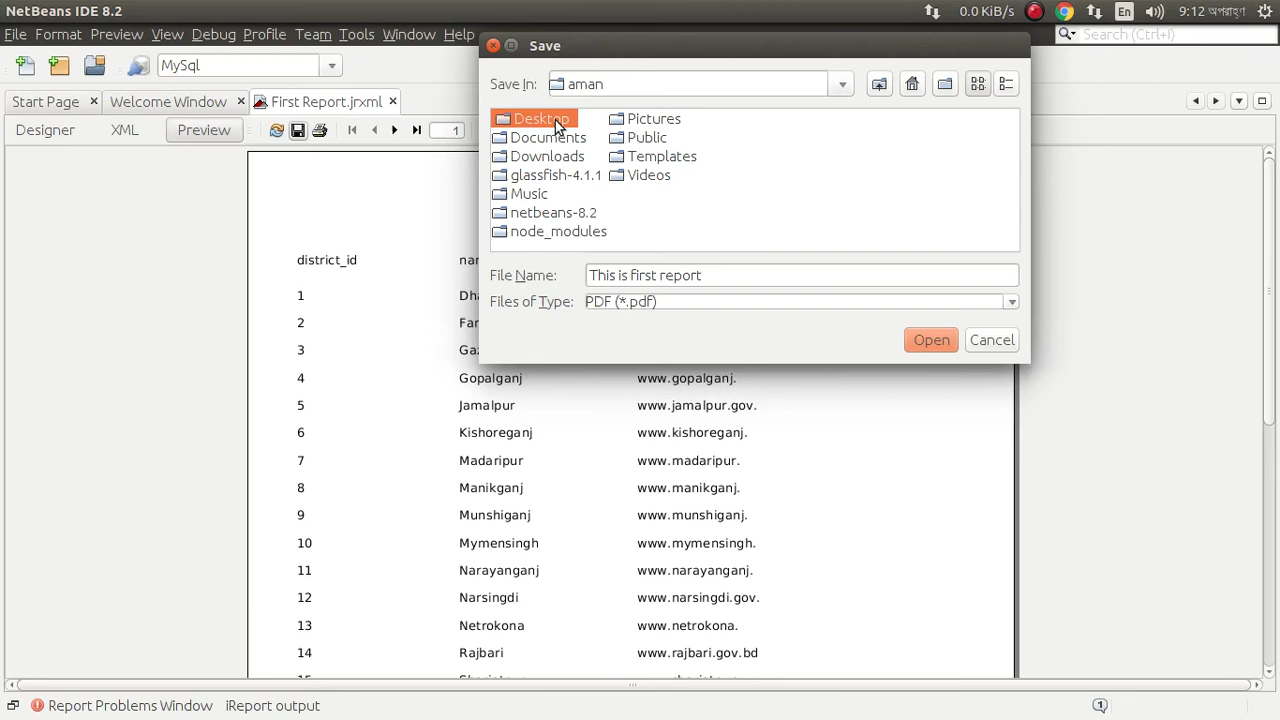 NetBeans IDE 8.2
0.0 KiB/s
En
9:12 অপরাহ্ণ
File Format Preview View Debug Profile Team Tools Window Help
Search (Ctrl+I)
MySql
Start Page Welcome Window First Report.jrxml
Designer XML Preview
1
Save
Save In: aman
Desktop
Documents
Downloads
glassfish-4.1.1
Music
netbeans-8.2
node_modules
Pictures
Public
Templates
Videos
File Name: This is first report
Files of Type: PDF (*.pdf)
Open Cancel
district_id
1
2
3
4 Gopalganj www.gopalganj.
5 Jamalpur www.jamalpur.gov.
6 Kishoreganj www.kishoreganj.
7 Madaripur www.madaripur.
8 Manikganj www.manikganj.
9 Munshiganj www.munshiganj.
10 Mymensingh www.mymensingh.
11 Narayanganj www.narayanganj.
12 Narsingdi www.narsingdi.gov.
13 Netrokona www.netrokona.
14 Rajbari www.rajbari.gov.bd
Report Problems Window iReport output
1